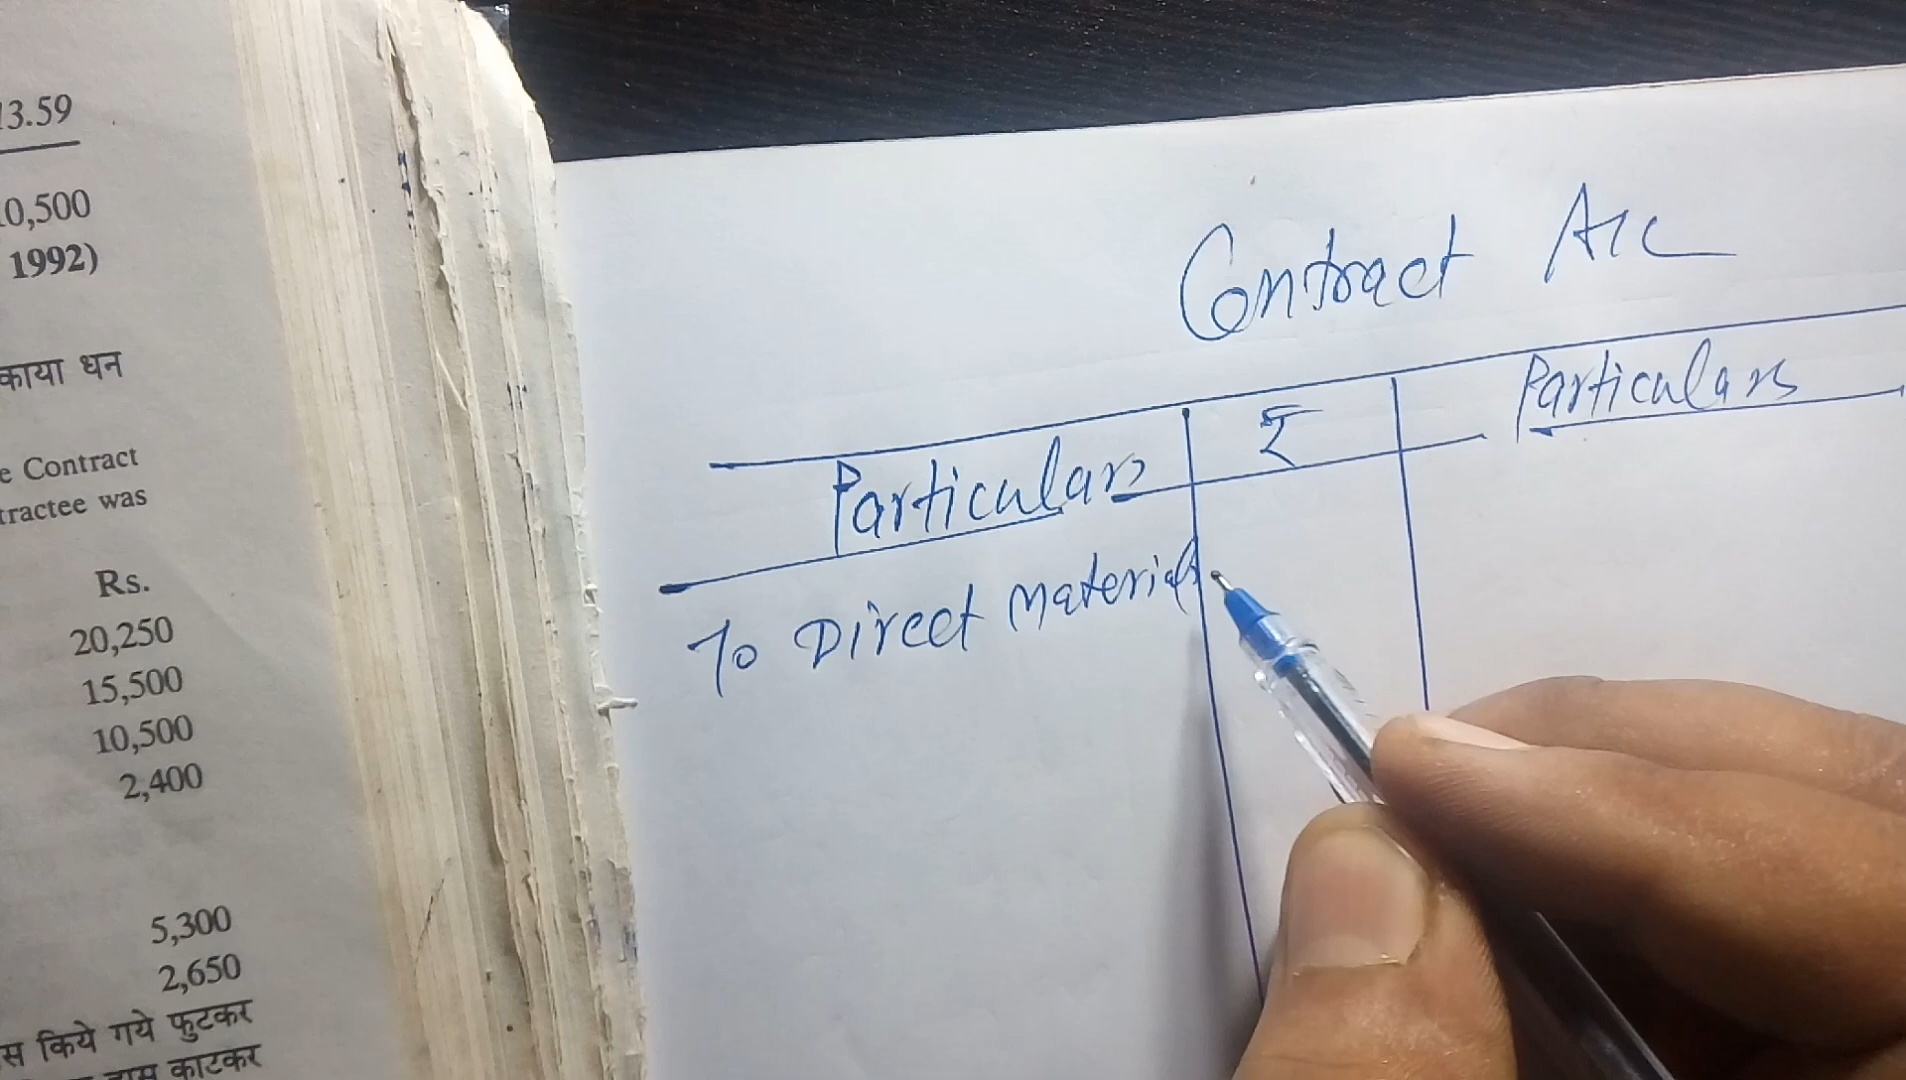 13.59
10,500
1992)
काया धन
e Contract
tractee was
Rs.
20,250
15,500
10,500
2,400
5,300
2,650
स किये गये फुटकर
ह्रास काटकर
Contract A/c
Particulars ₹ Particulars
To Direct Material